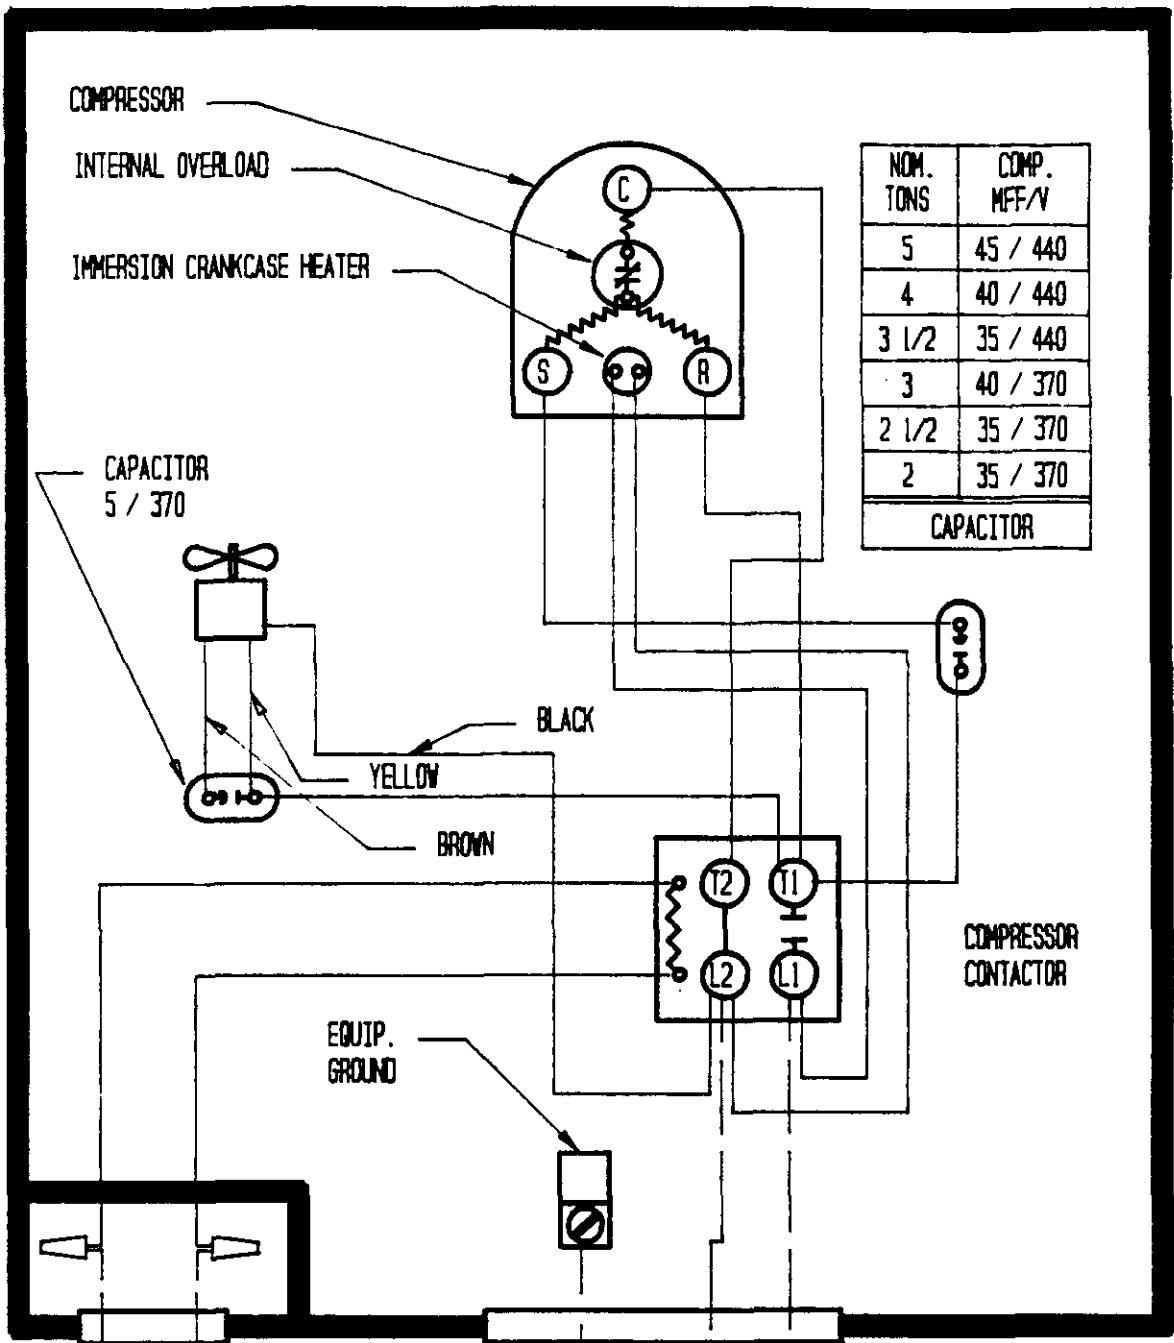 COMPRESSOR
INTERNAL OVERLOAD
IMMERSION CRANKCASE HEATER
C
S
R
NOM. TONS COMP. MFF/V
5 45 / 440
4 40 / 440
3 1/2 35 / 440
3 40 / 370
2 1/2 35 / 370
2 35 / 370
CAPACITOR
CAPACITOR
5 / 370
BLACK
YELLOW
BROWN
T2
T1
L2
L1
COMPRESSOR
CONTACTOR
EQUIP.
GROUND